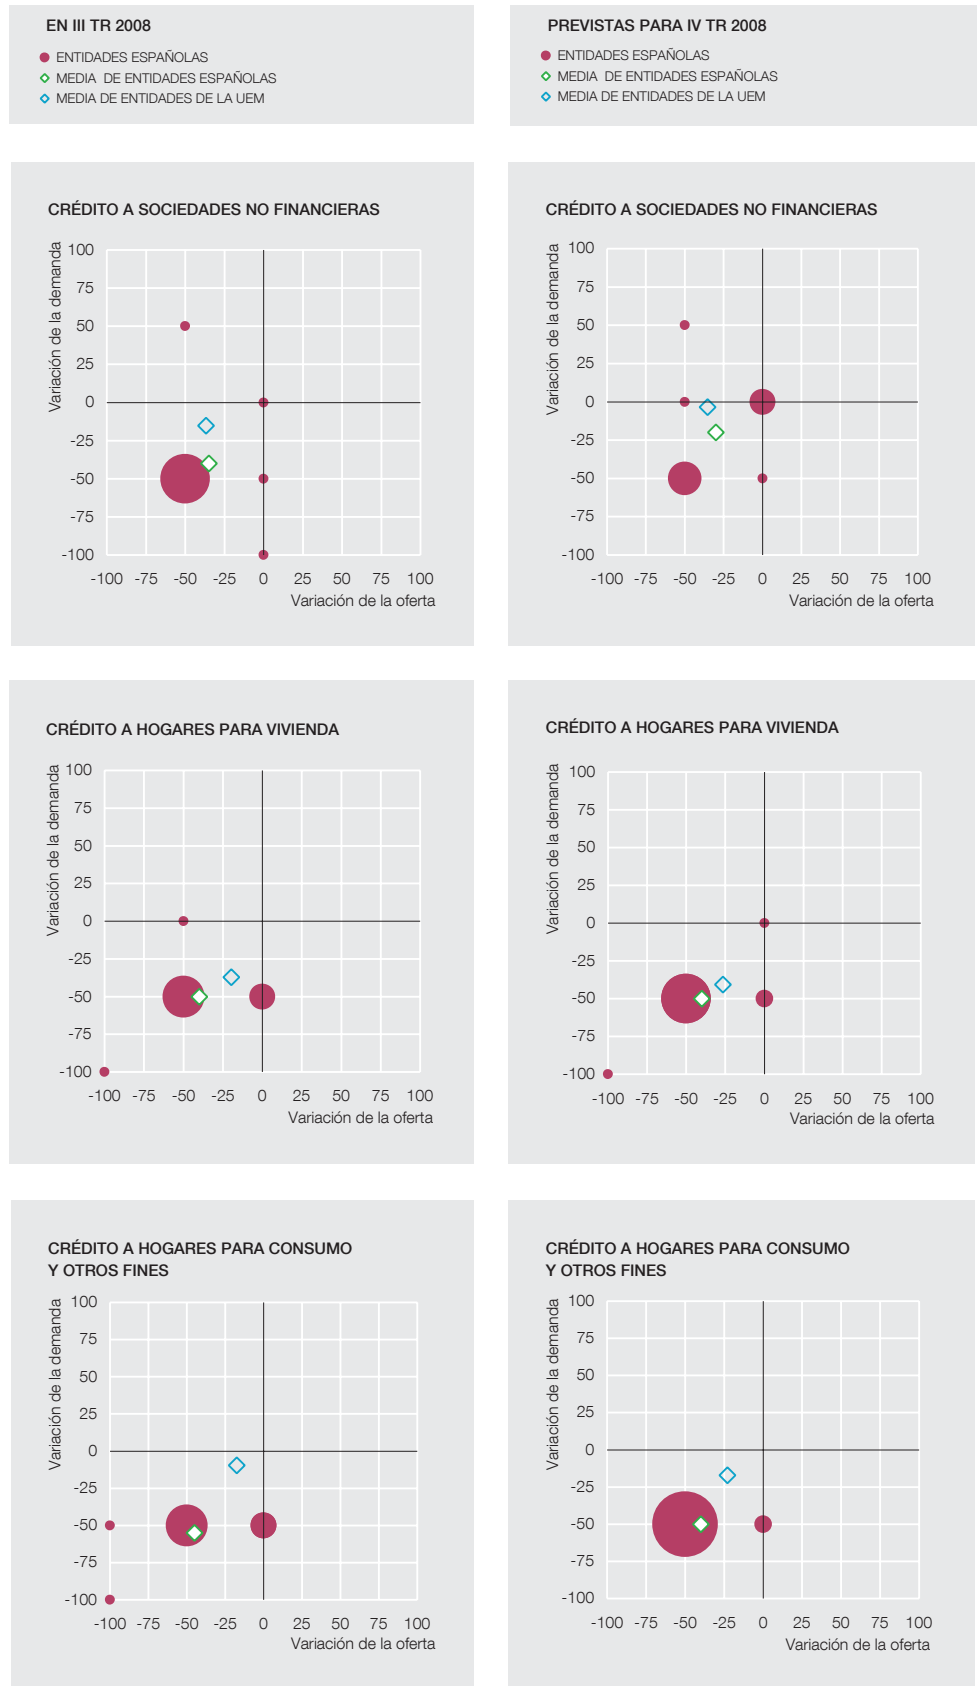 EN III TR 2008
ENTIDADES ESPAÑOLAS
MEDIA DE ENTIDADES ESPAÑOLAS
MEDIA DE ENTIDADES DE LA UEM
PREVISTAS PARA IV TR 2008
ENTIDADES ESPAÑOLAS
MEDIA DE ENTIDADES ESPAÑOLAS
MEDIA DE ENTIDADES DE LA UEM
CRÉDITO A SOCIEDADES NO FINANCIERAS
Variación de la demanda
100
75
50
25
0
-25
-50
-75
-100
-100 -75 -50 -25 0 25 50 75 100
Variación de la oferta
CRÉDITO A SOCIEDADES NO FINANCIERAS
Variación de la demanda
100
75
50
25
0
-25
-50
-75
-100
-100 -75 -50 -25 0 25 50 75 100
Variación de la oferta
CRÉDITO A HOGARES PARA VIVIENDA
Variación de la demanda
100
75
50
25
0
-25
-50
-75
-100
-100 -75 -50 -25 0 25 50 75 100
Variación de la oferta
CRÉDITO A HOGARES PARA VIVIENDA
Variación de la demanda
100
75
50
25
0
-25
-50
-75
-100
-100 -75 -50 -25 0 25 50 75 100
Variación de la oferta
CRÉDITO A HOGARES PARA CONSUMO
Y OTROS FINES
Variación de la demanda
100
75
50
25
0
-25
-50
-75
-100
-100 -75 -50 -25 0 25 50 75 100
Variación de la oferta
CRÉDITO A HOGARES PARA CONSUMO
Y OTROS FINES
Variación de la demanda
100
75
50
25
0
-25
-50
-75
-100
-100 -75 -50 -25 0 25 50 75 100
Variación de la oferta